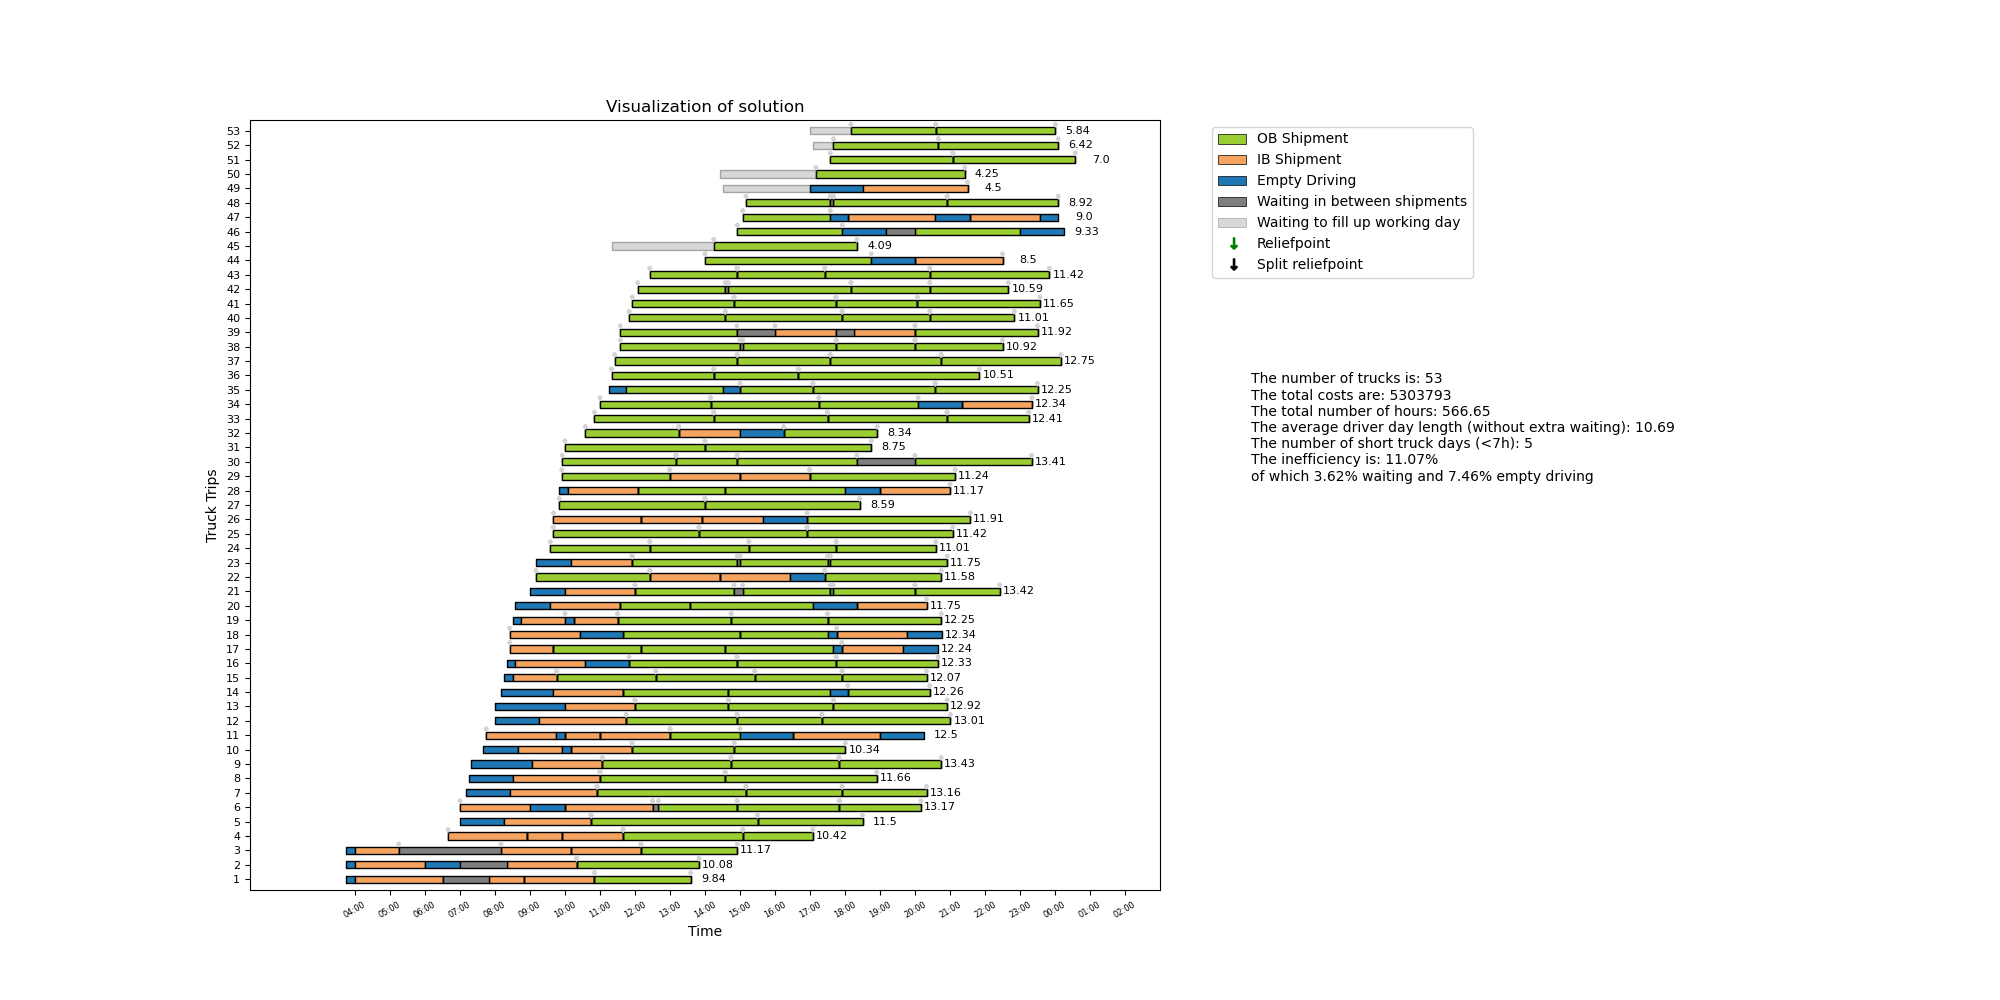 Visualization of solution
Truck Trips
53 5.84
52 6.42
51 7.0
50 4.25
49 4.5
48 8.92
47 9.0
46 9.33
45 4.09
44 8.5
43 11.42
42 10.59
41 11.65
40 11.01
39 11.92
38 10.92
37 12.75
36 10.51
35 12.25
34 12.34
33 12.41
32 8.34
31 8.75
30 13.41
29 11.24
28 11.17
27 8.59
26 11.91
25 11.42
24 11.01
23 11.75
22 11.58
21 13.42
20 11.75
19 12.25
18 12.34
17 12.24
16 12.33
15 12.07
14 12.26
13 12.92
12 13.01
11 12.5
10 10.34
9 13.43
8 11.66
7 13.16
6 13.17
5 11.5
4 10.42
3 11.17
2 10.08
1 9.84
04:00 05:00 06:00 07:00 08:00 09:00 10:00 11:00 12:00 13:00 14:00 15:00 16:00 17:00 18:00 19:00 20:00 21:00 22:00 23:00 00:00 01:00 02:00
Time
OB Shipment
IB Shipment
Empty Driving
Waiting in between shipments
Waiting to fill up working day
Reliefpoint
Split reliefpoint
The number of trucks is: 53
The total costs are: 5303793
The total number of hours: 566.65
The average driver day length (without extra waiting): 10.69
The number of short truck days (<7h): 5
The inefficiency is: 11.07%
of which 3.62% waiting and 7.46% empty driving